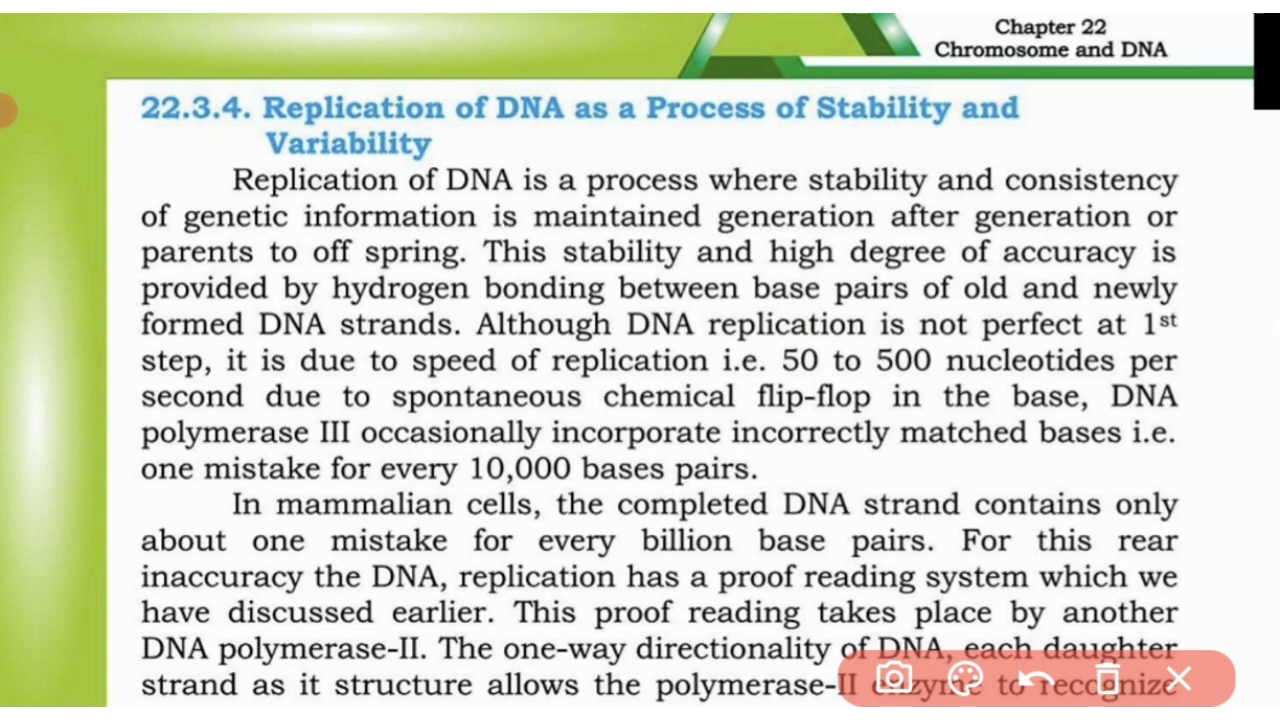 Chapter 22
Chromosome and DNA
22.3.4. Replication of DNA as a Process of Stability and
Variability
Replication of DNA is a process where stability and consistency
of genetic information is maintained generation after generation or
parents to off spring. This stability and high degree of accuracy is
provided by hydrogen bonding between base pairs of old and newly
formed DNA strands. Although DNA replication is not perfect at 1st
step, it is due to speed of replication i.e. 50 to 500 nucleotides per
second due to spontaneous chemical flip-flop in the base, DNA
polymerase III occasionally incorporate incorrectly matched bases i.e.
one mistake for every 10,000 bases pairs.
In mammalian cells, the completed DNA strand contains only
about one mistake for every billion base pairs. For this rear
inaccuracy the DNA, replication has a proof reading system which we
have discussed earlier. This proof reading takes place by another
DNA polymerase-II. The one-way directionality of DNA, each daughter
strand as it structure allows the polymerase-II enzyme to recognize